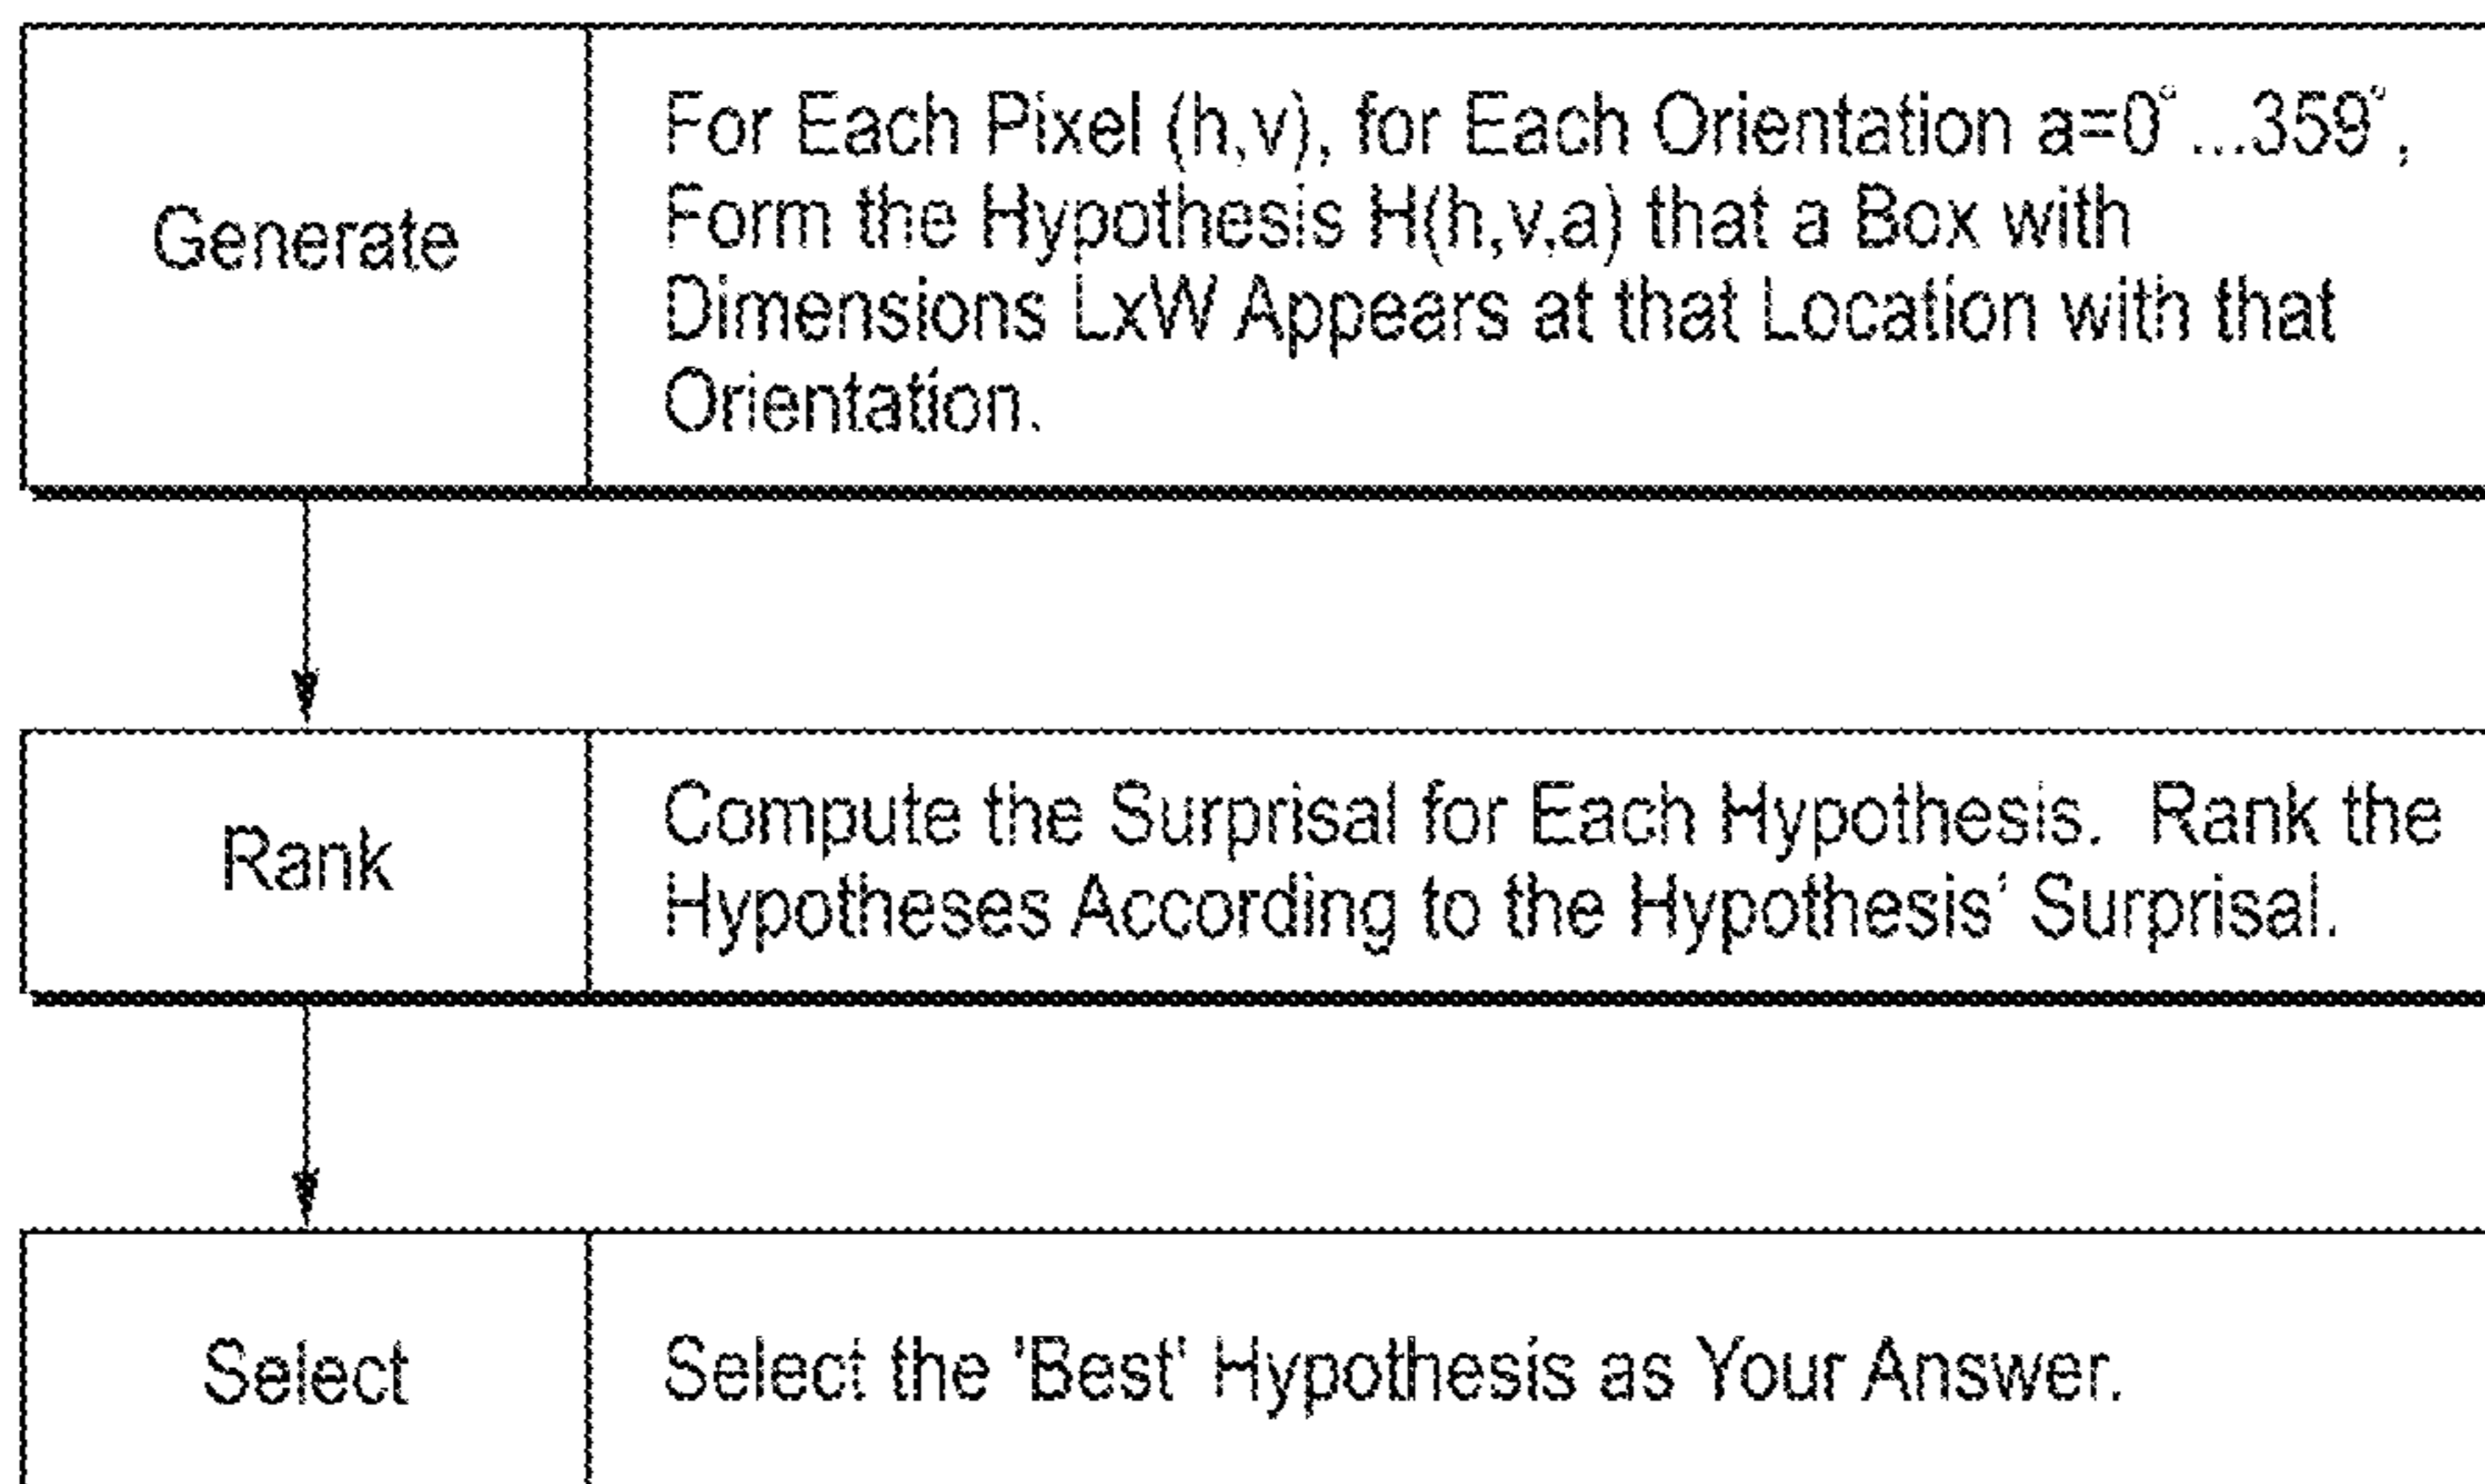 Generate
For Each Pixel (h,v), for Each Orientation a=0°...359°,
Form the Hypothesis H(h,v,a) that a Box with
Dimensions LxW Appears at that Location with that
Orientation.
Rank
Compute the Surprisal for Each Hypothesis. Rank the
Hypotheses According to the Hypothesis' Surprisal.
Select
Select the 'Best' Hypothesis as Your Answer.